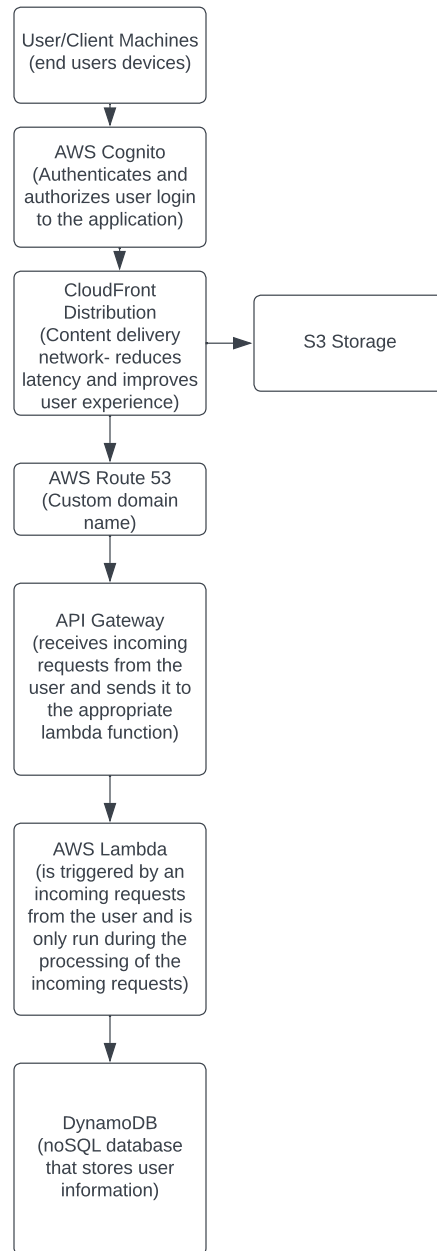 User/Client Machines
(end users devices)
AWS Cognito
(Authenticates and
authorizes user login
to the application)
CloudFront
Distribution
(Content delivery
network- reduces
latency and improves
user experience)
S3 Storage
AWS Route 53
(Custom domain
name)
API Gateway
(receives incoming
requests from the
user and sends it to
the appropriate
lambda function)
AWS Lambda
(is triggered by an
incoming requests
from the user and is
only run during the
processing of the
incoming requests)
DynamoDB
(noSQL database
that stores user
information)